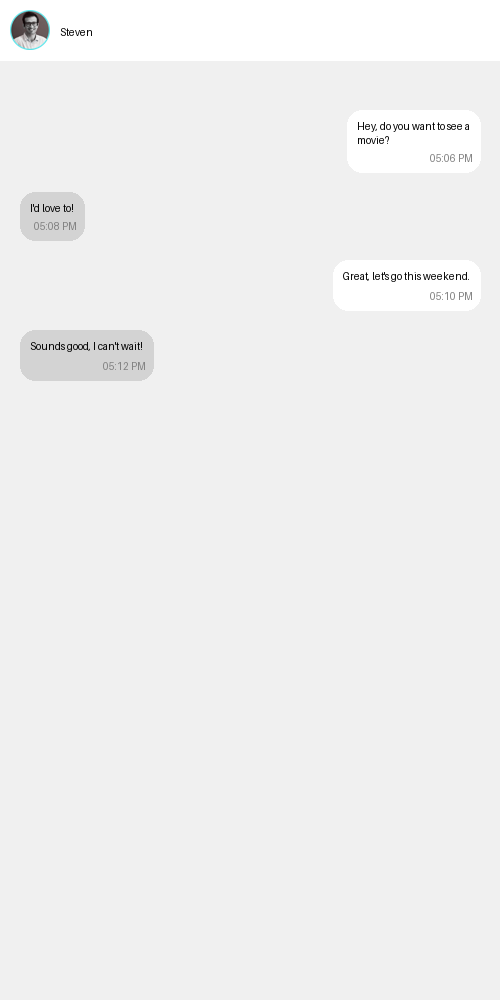 Steven
Hey, do you want to see a
movie?
05:06 PM
I'd love to!
05:08 PM
Great, let's go this weekend.
05:10 PM
Sounds good, I can't wait!
05:12 PM